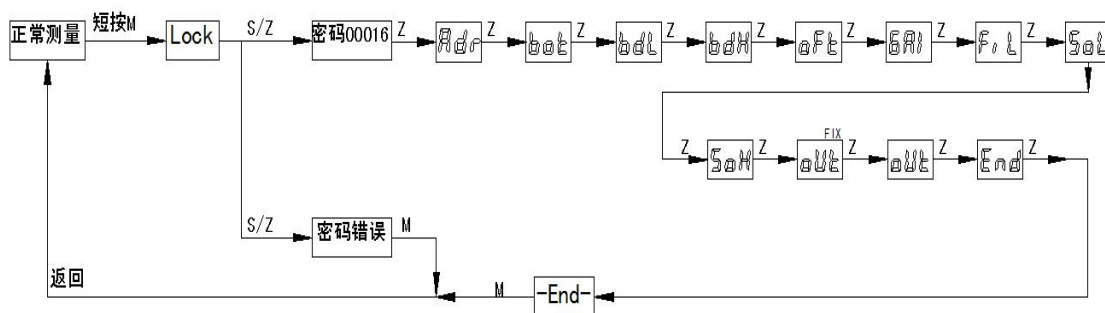 正常测量 短按M Lock S/Z 密码00016 Z Adr Z bot Z bdL Z bdH Z oFt Z GAI Z FiL Z SoL
Z SoH Z FIX oUt Z oUt Z End Z
S/Z 密码错误 M
返回 M -End-